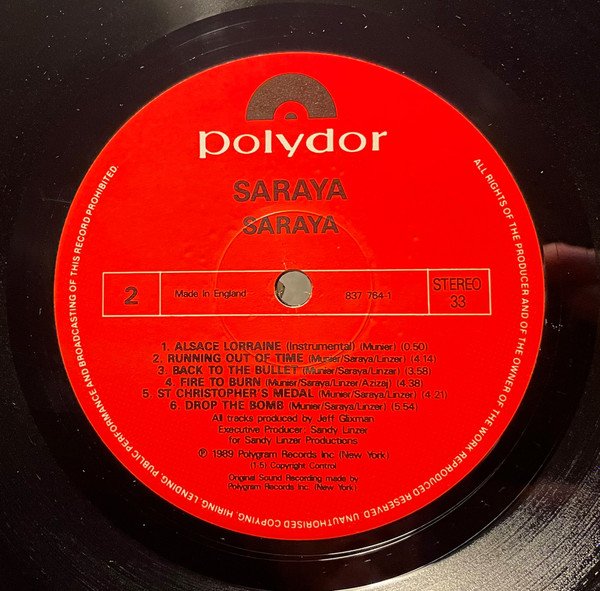 polydor
SARAYA
SARAYA
2
Made in England
837 764-1
STEREO
33
1. ALSACE LORRAINE (Instrumental) (Munier) (0.50)
2. RUNNING OUT OF TIME (Munier/Saraya/Linzer) (4:14)
3. BACK TO THE BULLET (Munier/Saraya/Linzar) (3.58)
4. FIRE TO BURN (Munier/Saraya/Linzer/Azizaj) (4.38)
5. ST CHRISTOPHER'S MEDAL (Munier/Saraya/Linzer) (4:21)
6. DROP THE BOMB (Munier/Saraya/Linzer) (5:54)
All tracks produced by Jeff Glixman
Executive Producer: Sandy Linzer
for Sandy Linzer Productions
℗ 1989 Polygram Records Inc (New York)
(1-5) Copyright Control
Original Sound Recording made by
Polygram Records Inc. (New York)
ALL RIGHTS OF THE PRODUCER AND OF THE OWNER OF THE WORK REPRODUCED RESERVED. UNAUTHORISED COPYING, HIRING, LENDING, PUBLIC PERFORMANCE AND BROADCASTING OF THIS RECORD PROHIBITED.